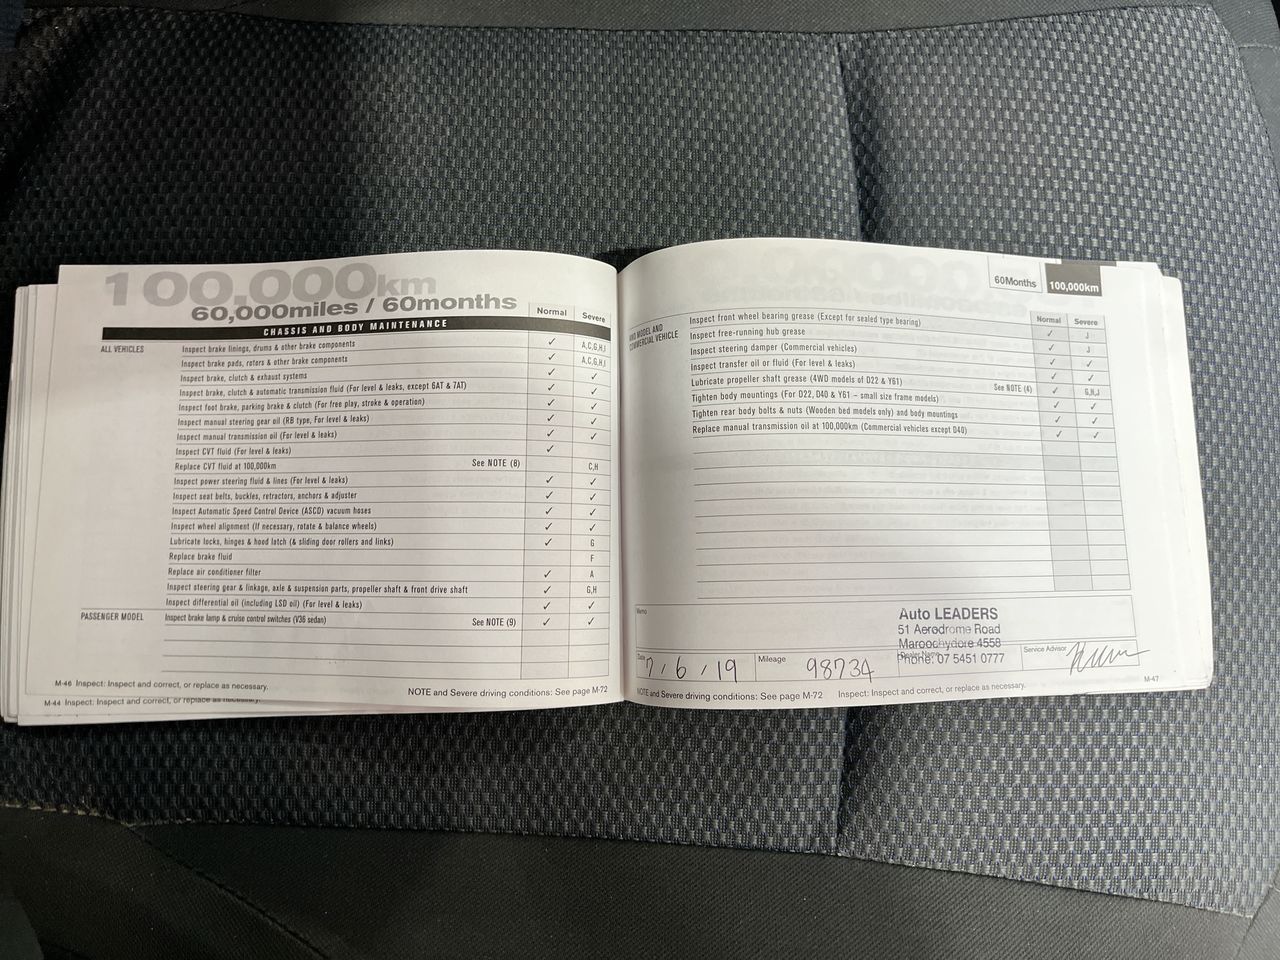 100,000km
60,000miles / 60months
Normal Severe
CHASSIS AND BODY MAINTENANCE
ALL VEHICLES Inspect brake linings, drums & other brake components ✓ A,C,G,H,J
Inspect brake pads, rotors & other brake components ✓ A,C,G,H,J
Inspect brake, clutch & exhaust systems ✓ ✓
Inspect brake, clutch & automatic transmission fluid (For level & leaks, except 6AT & 7AT) ✓ ✓
Inspect foot brake, parking brake & clutch (For free play, stroke & operation) ✓ ✓
Inspect manual steering gear oil (RB type, For level & leaks) ✓ ✓
Inspect manual transmission oil (For level & leaks) ✓ ✓
Inspect CVT fluid (For level & leaks) ✓
Replace CVT fluid at 100,000km See NOTE (8) C,H
Inspect power steering fluid & lines (For level & leaks) ✓ ✓
Inspect seat belts, buckles, retractors, anchors & adjuster ✓ ✓
Inspect Automatic Speed Control Device (ASCD) vacuum hoses ✓ ✓
Inspect wheel alignment (If necessary, rotate & balance wheels) ✓ ✓
Lubricate locks, hinges & hood latch (& sliding door rollers and links) ✓ G
Replace brake fluid F
Replace air conditioner filter ✓ A
Inspect steering gear & linkage, axle & suspension parts, propeller shaft & front drive shaft ✓ G,H
Inspect differential oil (including LSD oil) (For level & leaks) ✓ ✓
PASSENGER MODEL Inspect brake lamp & cruise control switches (V36 sedan) See NOTE (9) ✓ ✓
M-46 Inspect: Inspect and correct, or replace as necessary. NOTE and Severe driving conditions: See page M-72
M-44 Inspect: Inspect and correct, or replace as necessary.
60Months 100,000km
Normal Severe
MODEL AND
COMMERCIAL VEHICLE
Inspect front wheel bearing grease (Except for sealed type bearing) ✓ J
Inspect free-running hub grease ✓ J
Inspect steering damper (Commercial vehicles) ✓ ✓
Inspect transfer oil or fluid (For level & leaks) ✓ ✓
Lubricate propeller shaft grease (4WD models of D22 & Y61) See NOTE (4) ✓ G,H,J
Tighten body mountings (For D22, D40 & Y61 – small size frame models) ✓ ✓
Tighten rear body bolts & nuts (Wooden bed models only) and body mountings ✓ ✓
Replace manual transmission oil at 100,000km (Commercial vehicles except D40) ✓ ✓
Memo
Auto LEADERS
51 Aerodrome Road
Maroochydore 4558
Phone: 07 5451 0777
Date 7/6/19 Mileage 98734 Dealer Name Service Advisor
NOTE and Severe driving conditions: See page M-72 Inspect: Inspect and correct, or replace as necessary. M-47